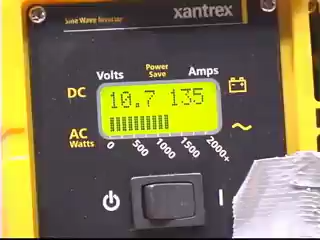 Sine Wave Inverter
xantrex
Volts Power Save Amps
DC 10.7 135
AC Watts
0 500 1000 1500 2000+